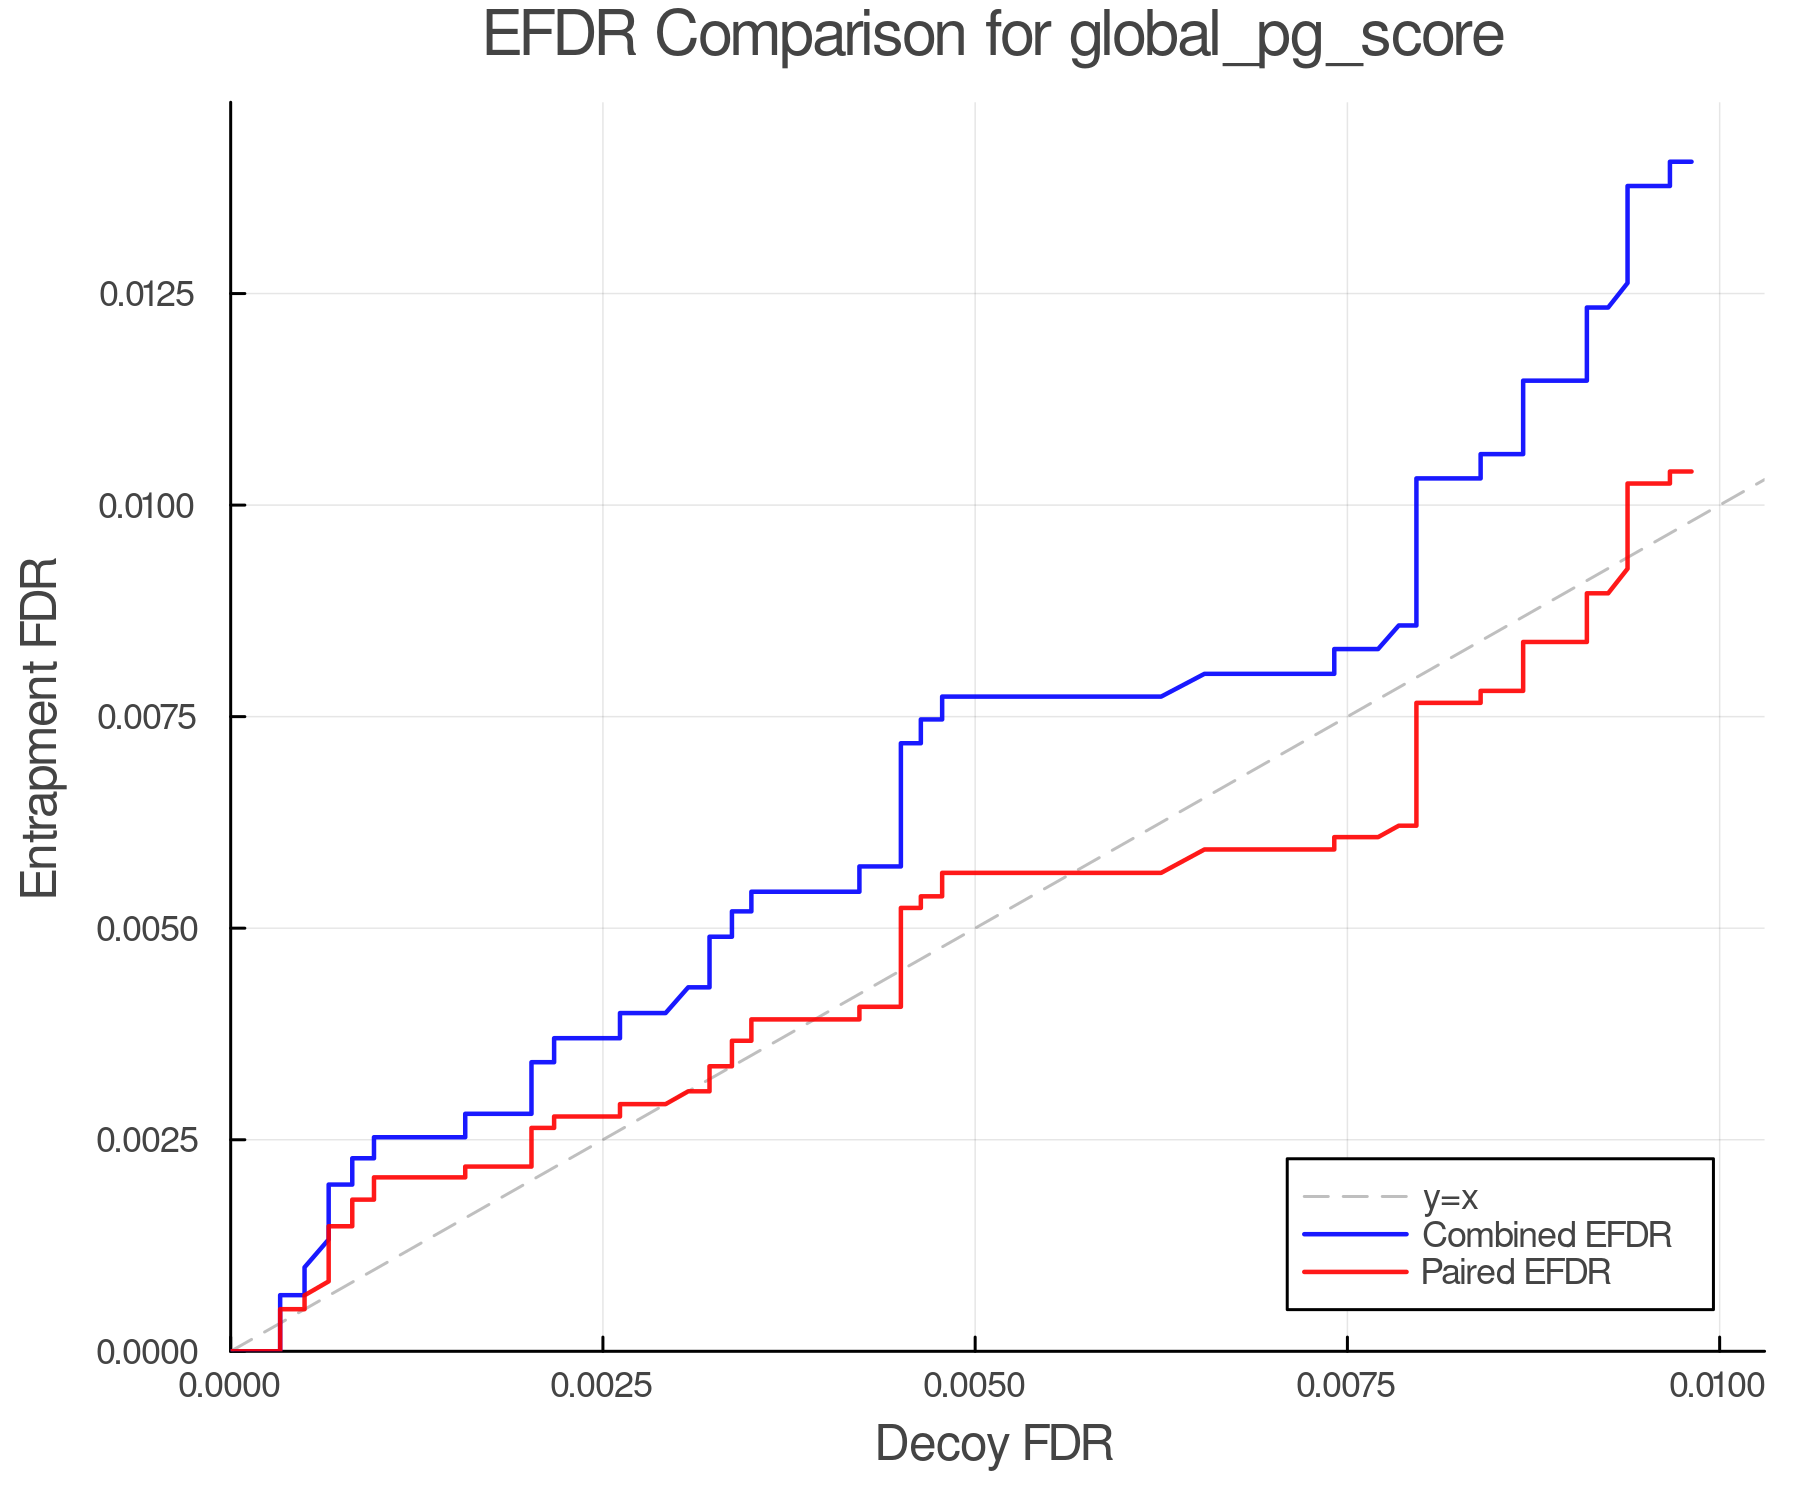 EFDR Comparison for global_pg_score
Entrapment FDR
0.0125
0.0100
0.0075
0.0050
0.0025
0.0000
0.0000 0.0025 0.0050 0.0075 0.0100
Decoy FDR
y=x
Combined EFDR
Paired EFDR